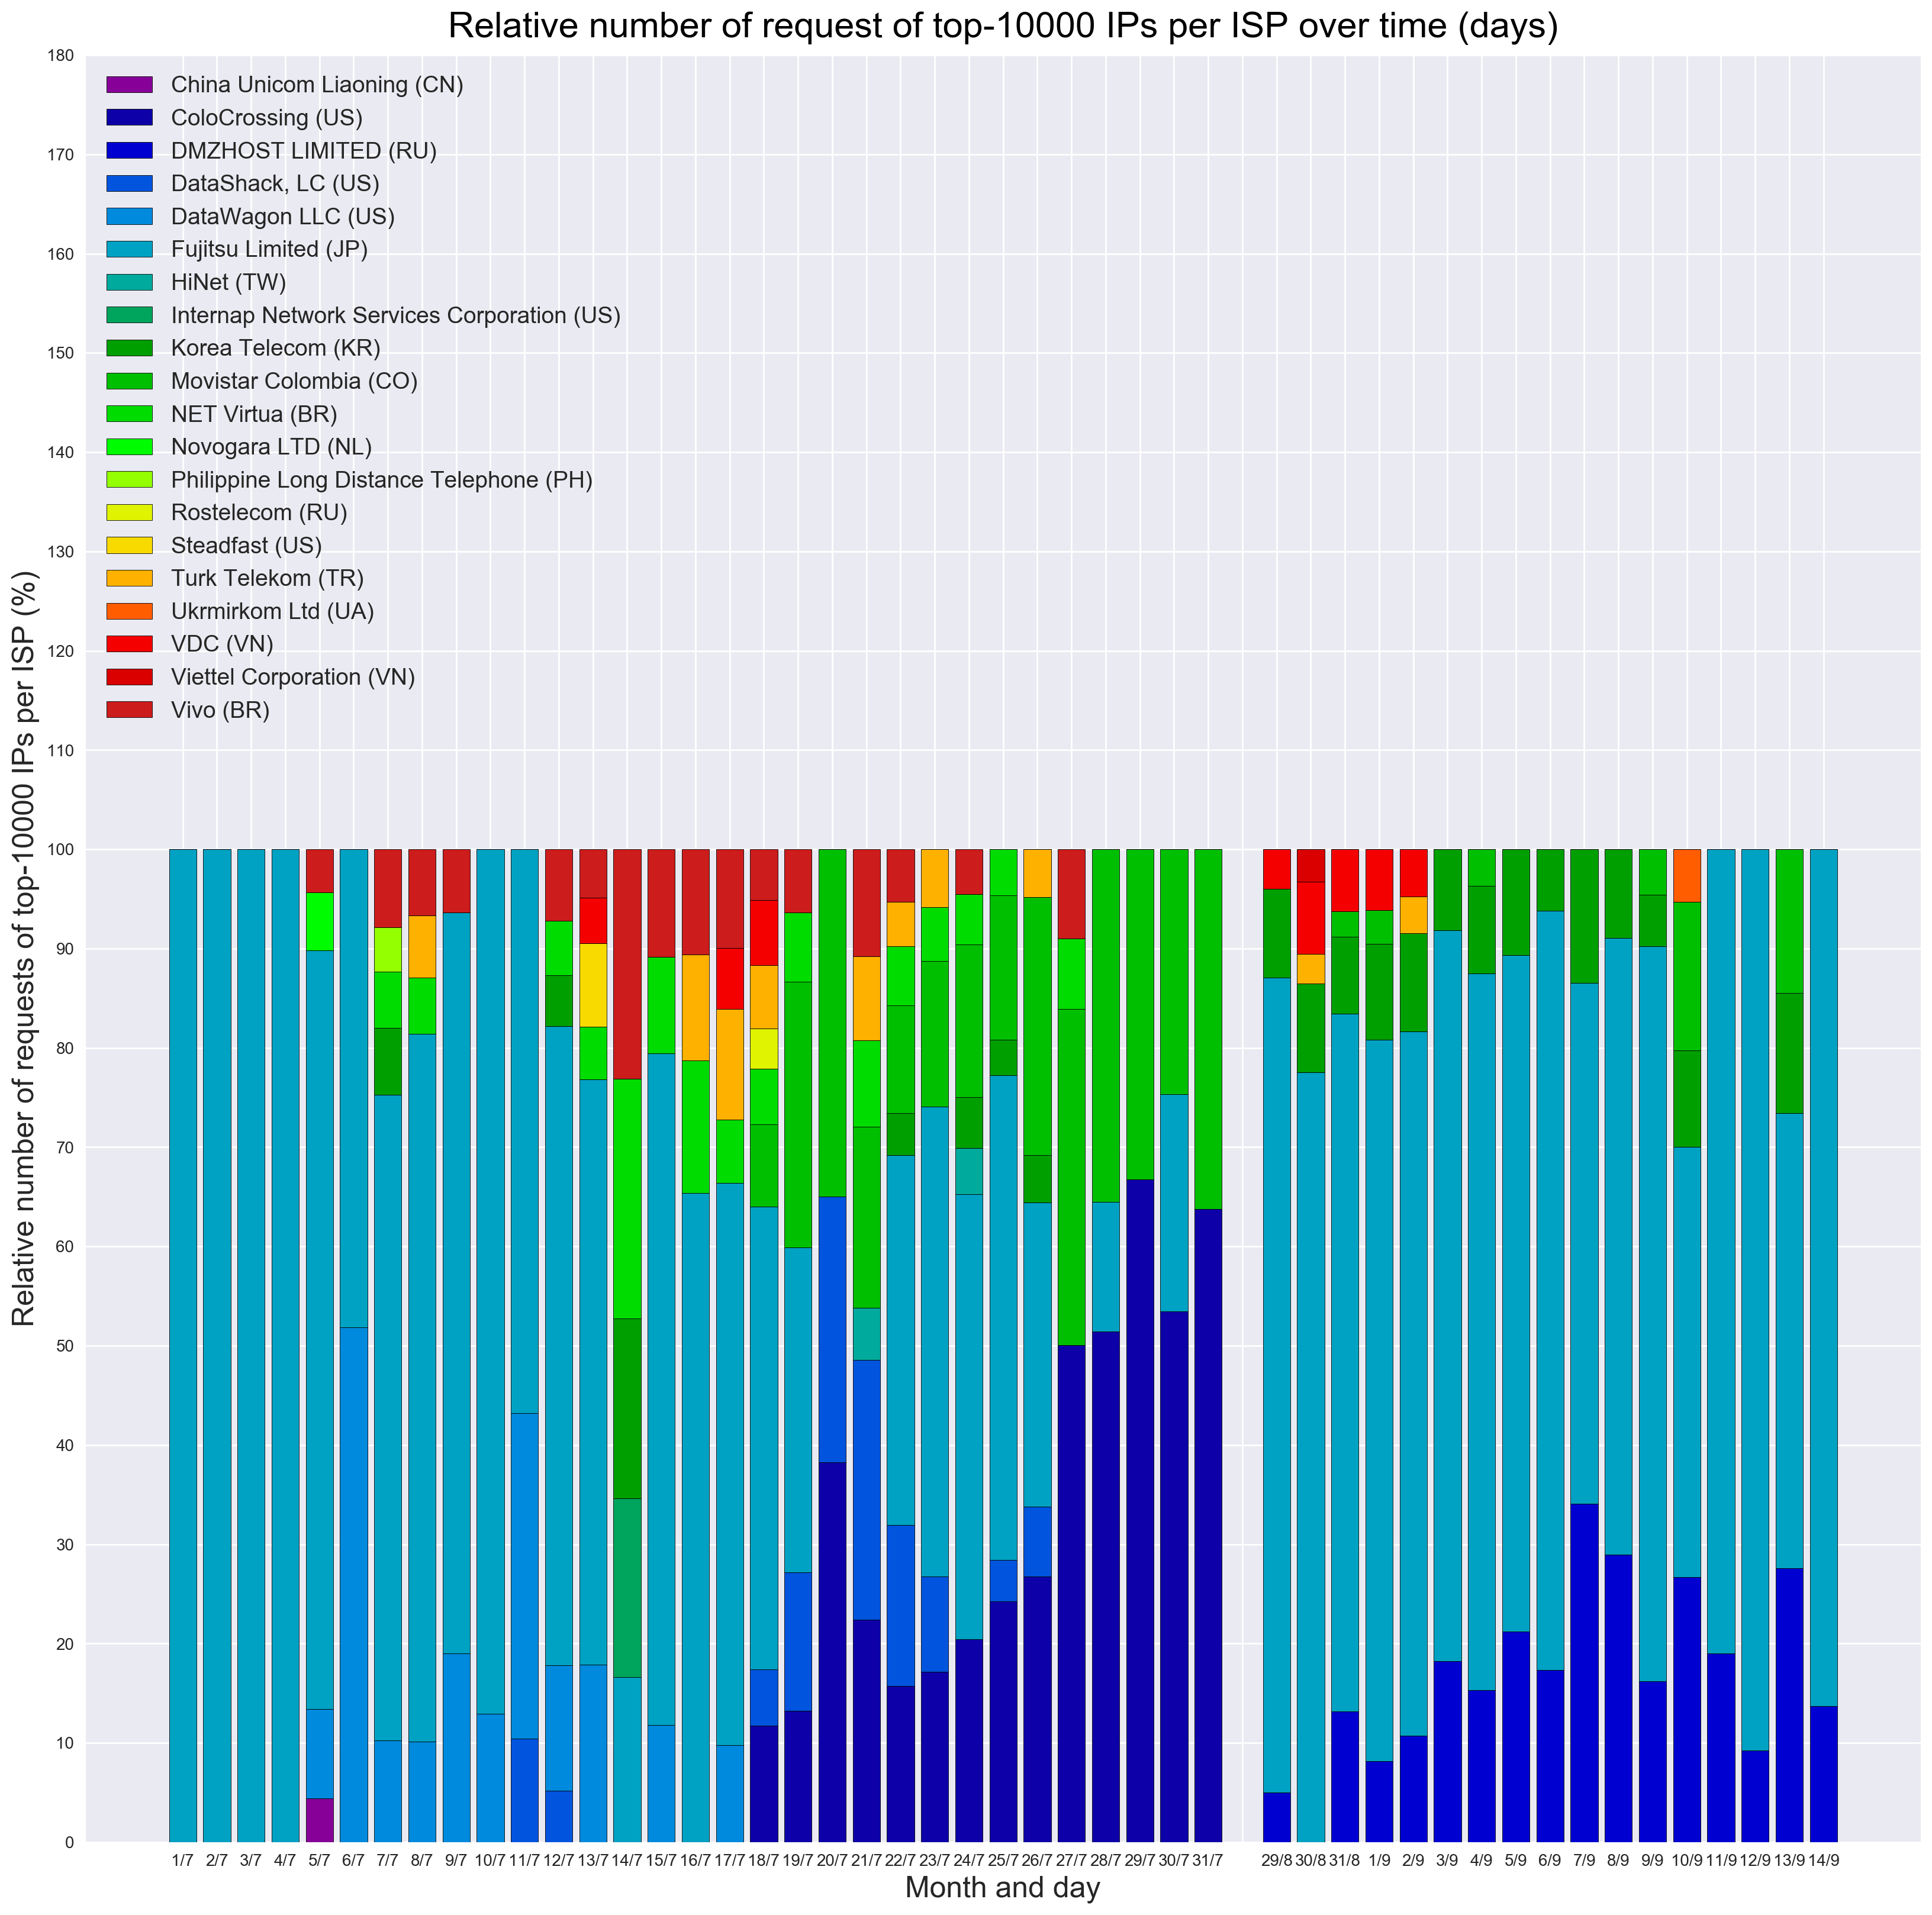 Relative number of request of top-10000 IPs per ISP over time (days)
China Unicom Liaoning (CN)
ColoCrossing (US)
DMZHOST LIMITED (RU)
DataShack, LC (US)
DataWagon LLC (US)
Fujitsu Limited (JP)
HiNet (TW)
Internap Network Services Corporation (US)
Korea Telecom (KR)
Movistar Colombia (CO)
NET Virtua (BR)
Novogara LTD (NL)
Philippine Long Distance Telephone (PH)
Rostelecom (RU)
Steadfast (US)
Turk Telekom (TR)
Ukrmirkom Ltd (UA)
VDC (VN)
Viettel Corporation (VN)
Vivo (BR)
Relative number of requests of top-10000 IPs per ISP (%)
180
170
160
150
140
130
120
110
100
90
80
70
60
50
40
30
20
10
0
1/7 2/7 3/7 4/7 5/7 6/7 7/7 8/7 9/7 10/7 11/7 12/7 13/7 14/7 15/7 16/7 17/7 18/7 19/7 20/7 21/7 22/7 23/7 24/7 25/7 26/7 27/7 28/7 29/7 30/7 31/7 29/8 30/8 31/8 1/9 2/9 3/9 4/9 5/9 6/9 7/9 8/9 9/9 10/9 11/9 12/9 13/9 14/9
Month and day